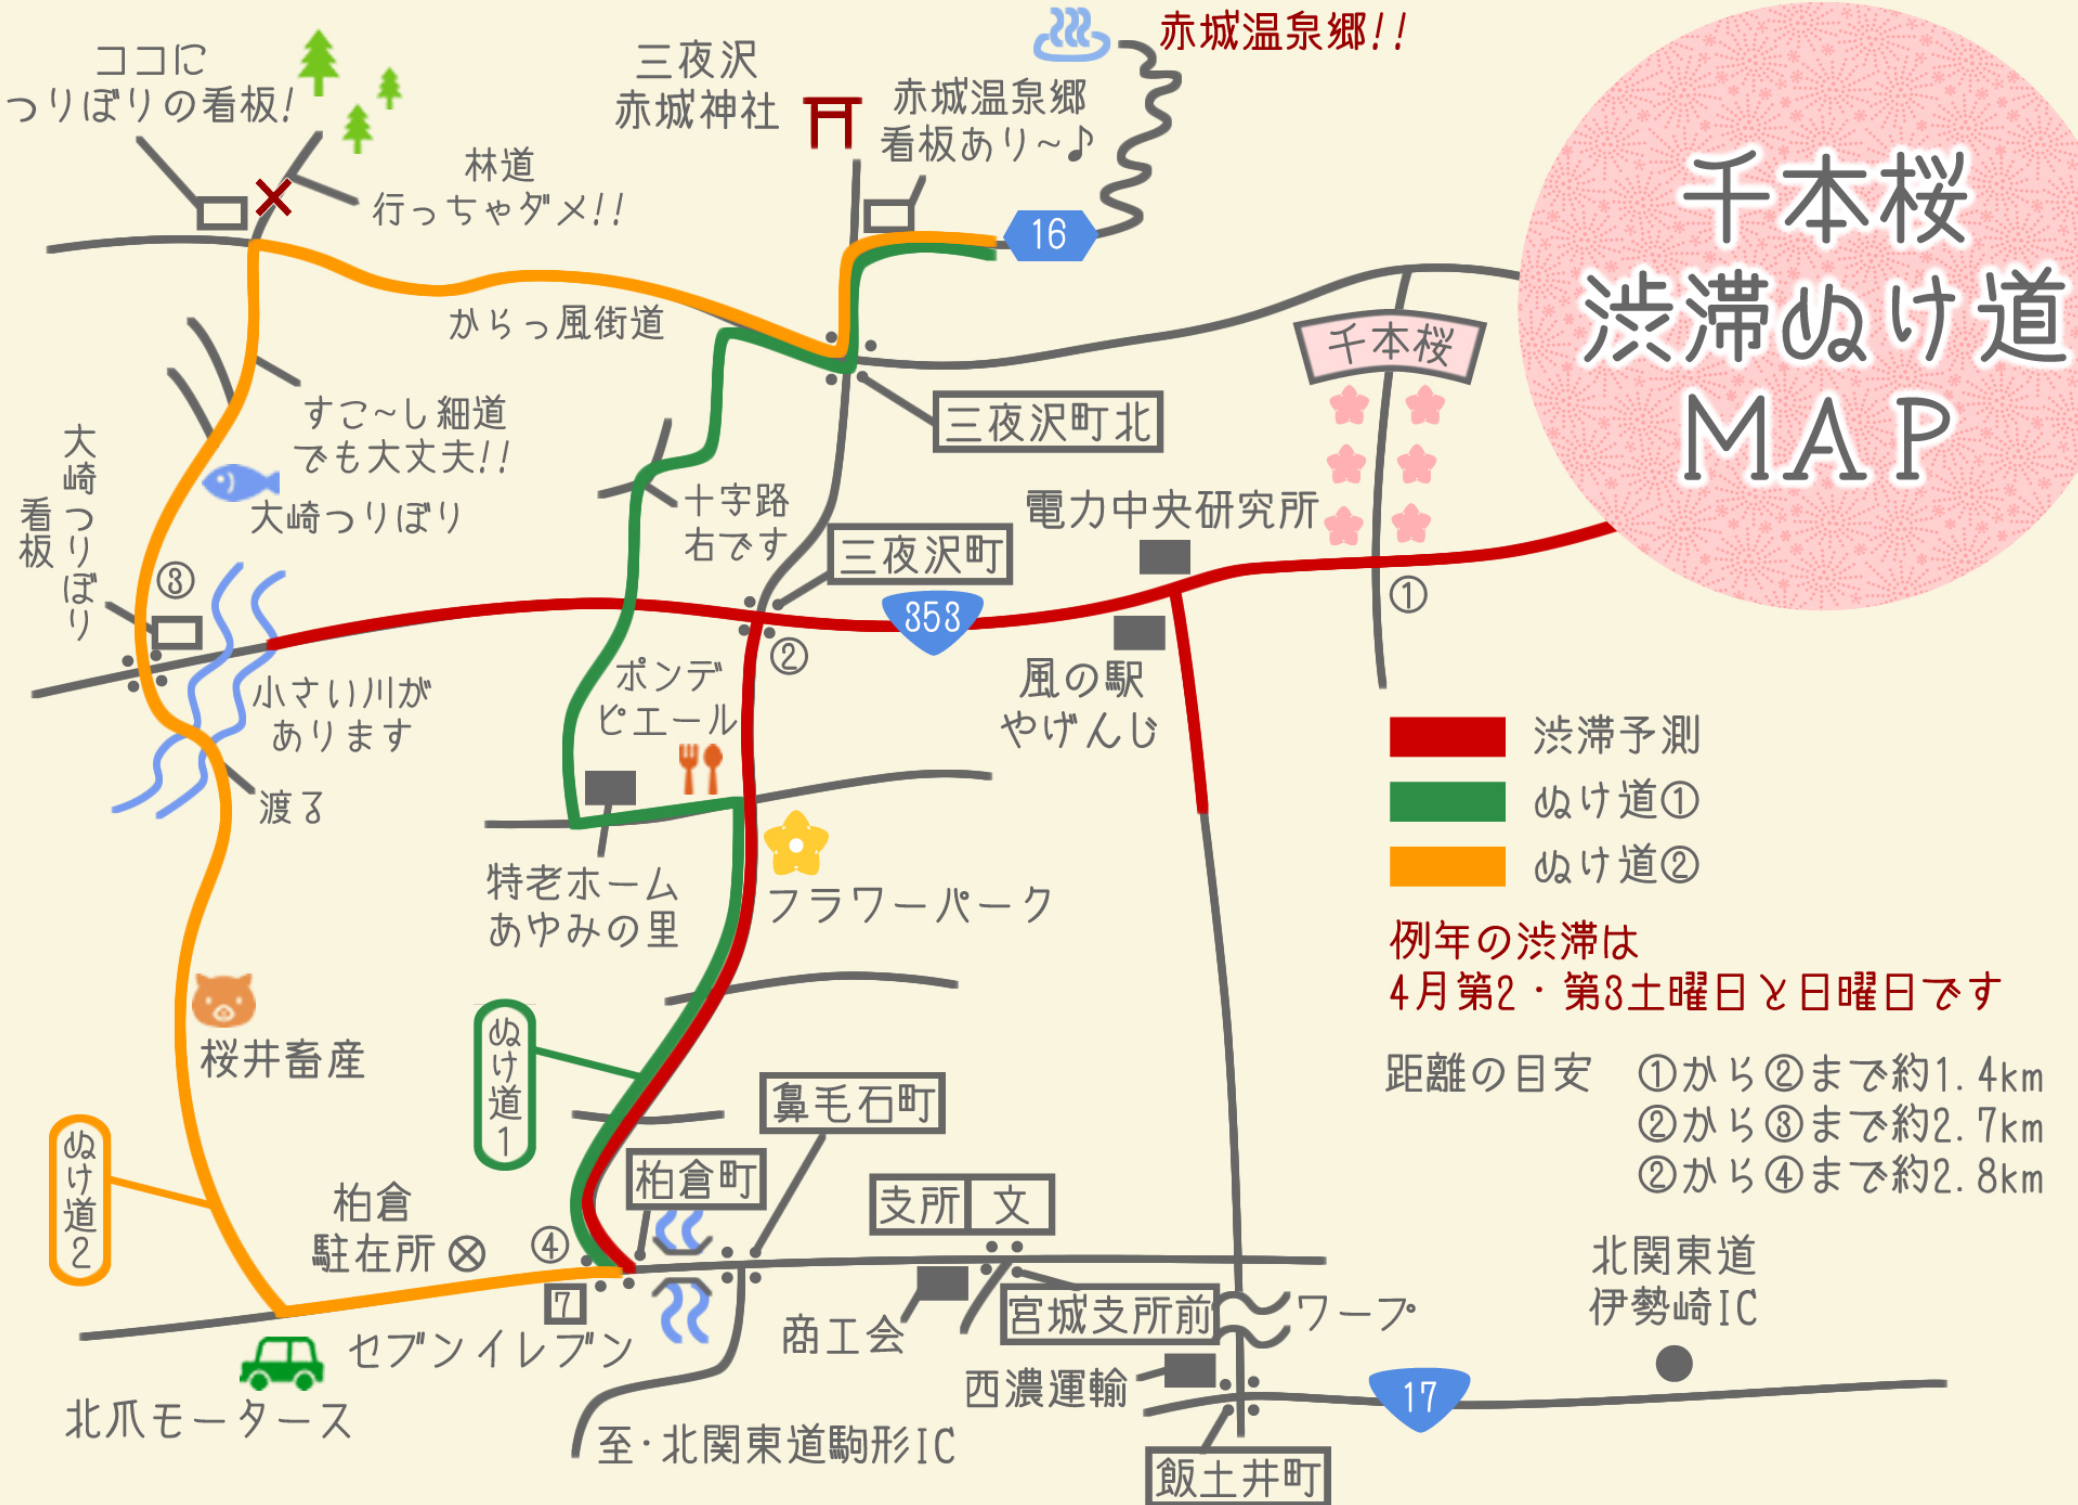 千本桜
渋滞ぬけ道
MAP
ココに
つりぼりの看板!
林道
行っちゃダメ!!
三夜沢
赤城神社
赤城温泉郷
看板あり~♪
赤城温泉郷!!
16
からっ風街道
千本桜
すこ~し細道
でも大丈夫!!
三夜沢町北
大崎つりぼり
看板
大崎つりぼり
十字路
右です
電力中央研究所
三夜沢町
③
353
①
②
小さい川が
あります
ポンデ
ピエール
風の駅
やげんじ
渡る
特老ホーム
あゆみの里
フラワーパーク
渋滞予測
ぬけ道①
ぬけ道②
例年の渋滞は
4月第2・第3土曜日と日曜日です
距離の目安
①から②まで約1.4km
②から③まで約2.7km
②から④まで約2.8km
桜井畜産
ぬけ道1
ぬけ道2
鼻毛石町
柏倉町
支所
文
柏倉
駐在所
④
7
セブンイレブン
商工会
宮城支所前
ワープ
北関東道
伊勢崎IC
西濃運輸
17
北爪モータース
至・北関東道駒形IC
飯土井町